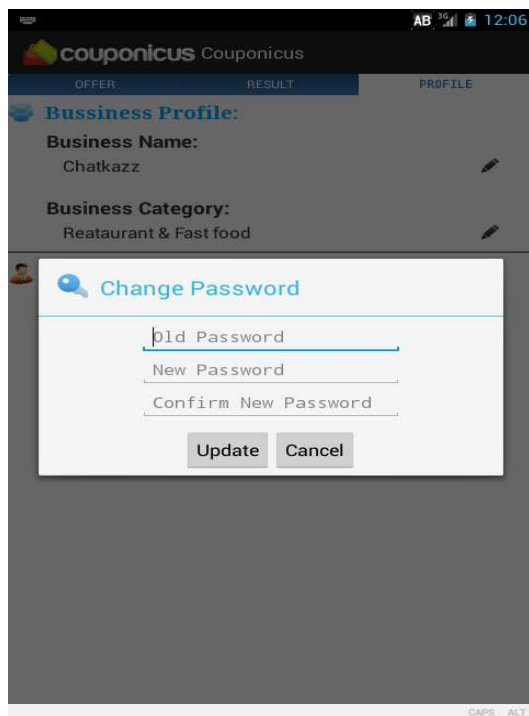 AB 3G 12:06
couponicus Couponicus
OFFER RESULT PROFILE
Bussiness Profile:
Business Name:
Chatkazz
Business Category:
Reataurant & Fast food
Change Password
Old Password
New Password
Confirm New Password
Update Cancel
CAPS ALT